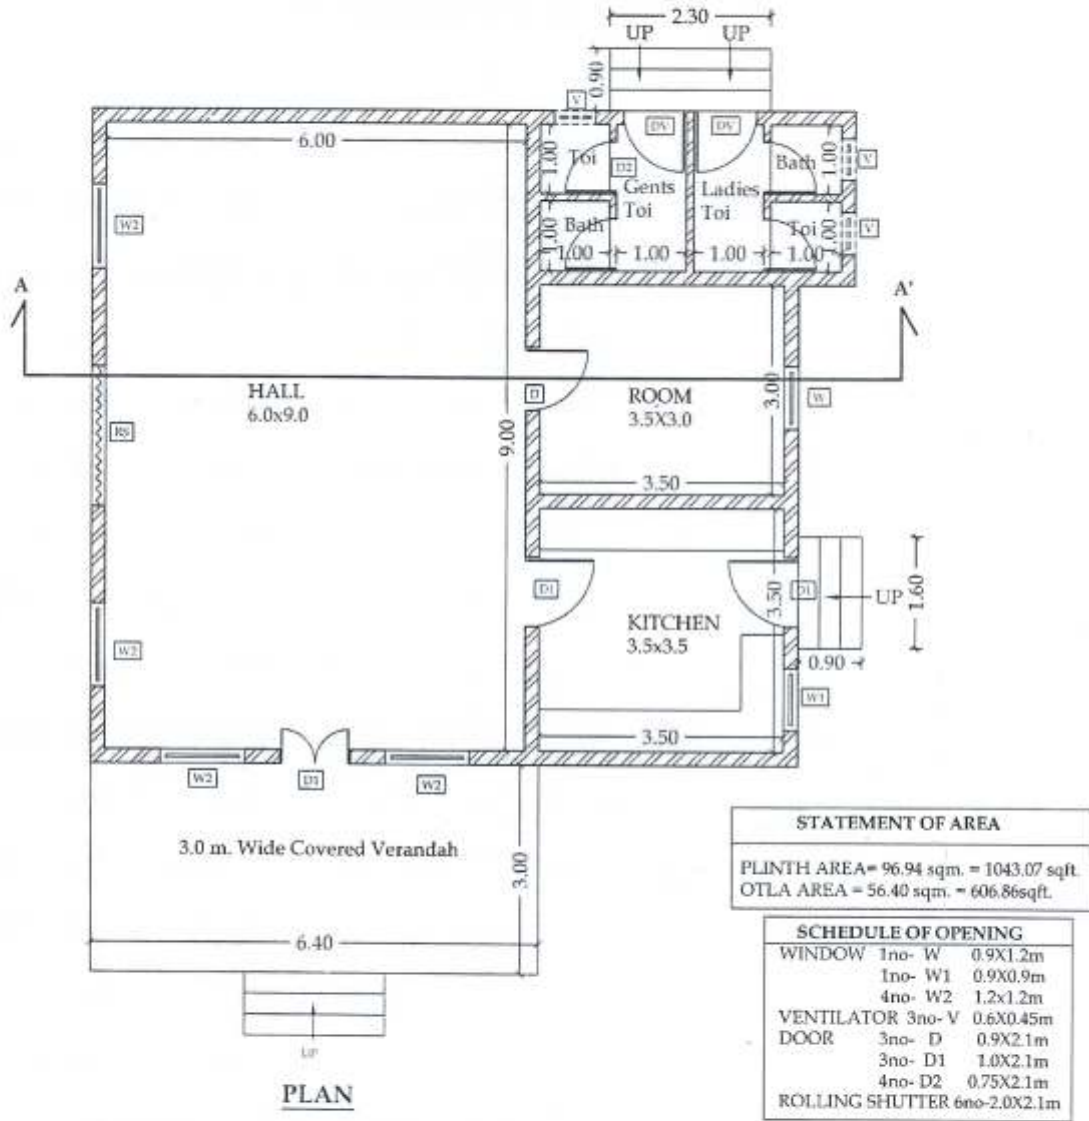 2.30
UP UP
0.90
V
6.00
DV DV
1.00 Toi D2 Bath 1.00 V
Gents Toi
Ladies Toi
W2
1.00 Bath Toi 1.00 V
1.00 1.00 1.00 1.00
A A'
HALL
6.0x9.0
D
ROOM
3.5X3.0
3.00
W
RS
9.00
3.50
D1 D1
UP
1.60
3.50
KITCHEN
3.5x3.5
W2
0.90
W1
3.50
W2 D1 W2
3.0 m. Wide Covered Verandah
3.00
6.40
UP
PLAN
STATEMENT OF AREA
PLINTH AREA= 96.94 sqm. = 1043.07 sqft.
OTLA AREA = 56.40 sqm. = 606.86sqft.
SCHEDULE OF OPENING
WINDOW 1no- W 0.9X1.2m
1no- W1 0.9X0.9m
4no- W2 1.2x1.2m
VENTILATOR 3no- V 0.6X0.45m
DOOR 3no- D 0.9X2.1m
3no- D1 1.0X2.1m
4no- D2 0.75X2.1m
ROLLING SHUTTER 6no-2.0X2.1m